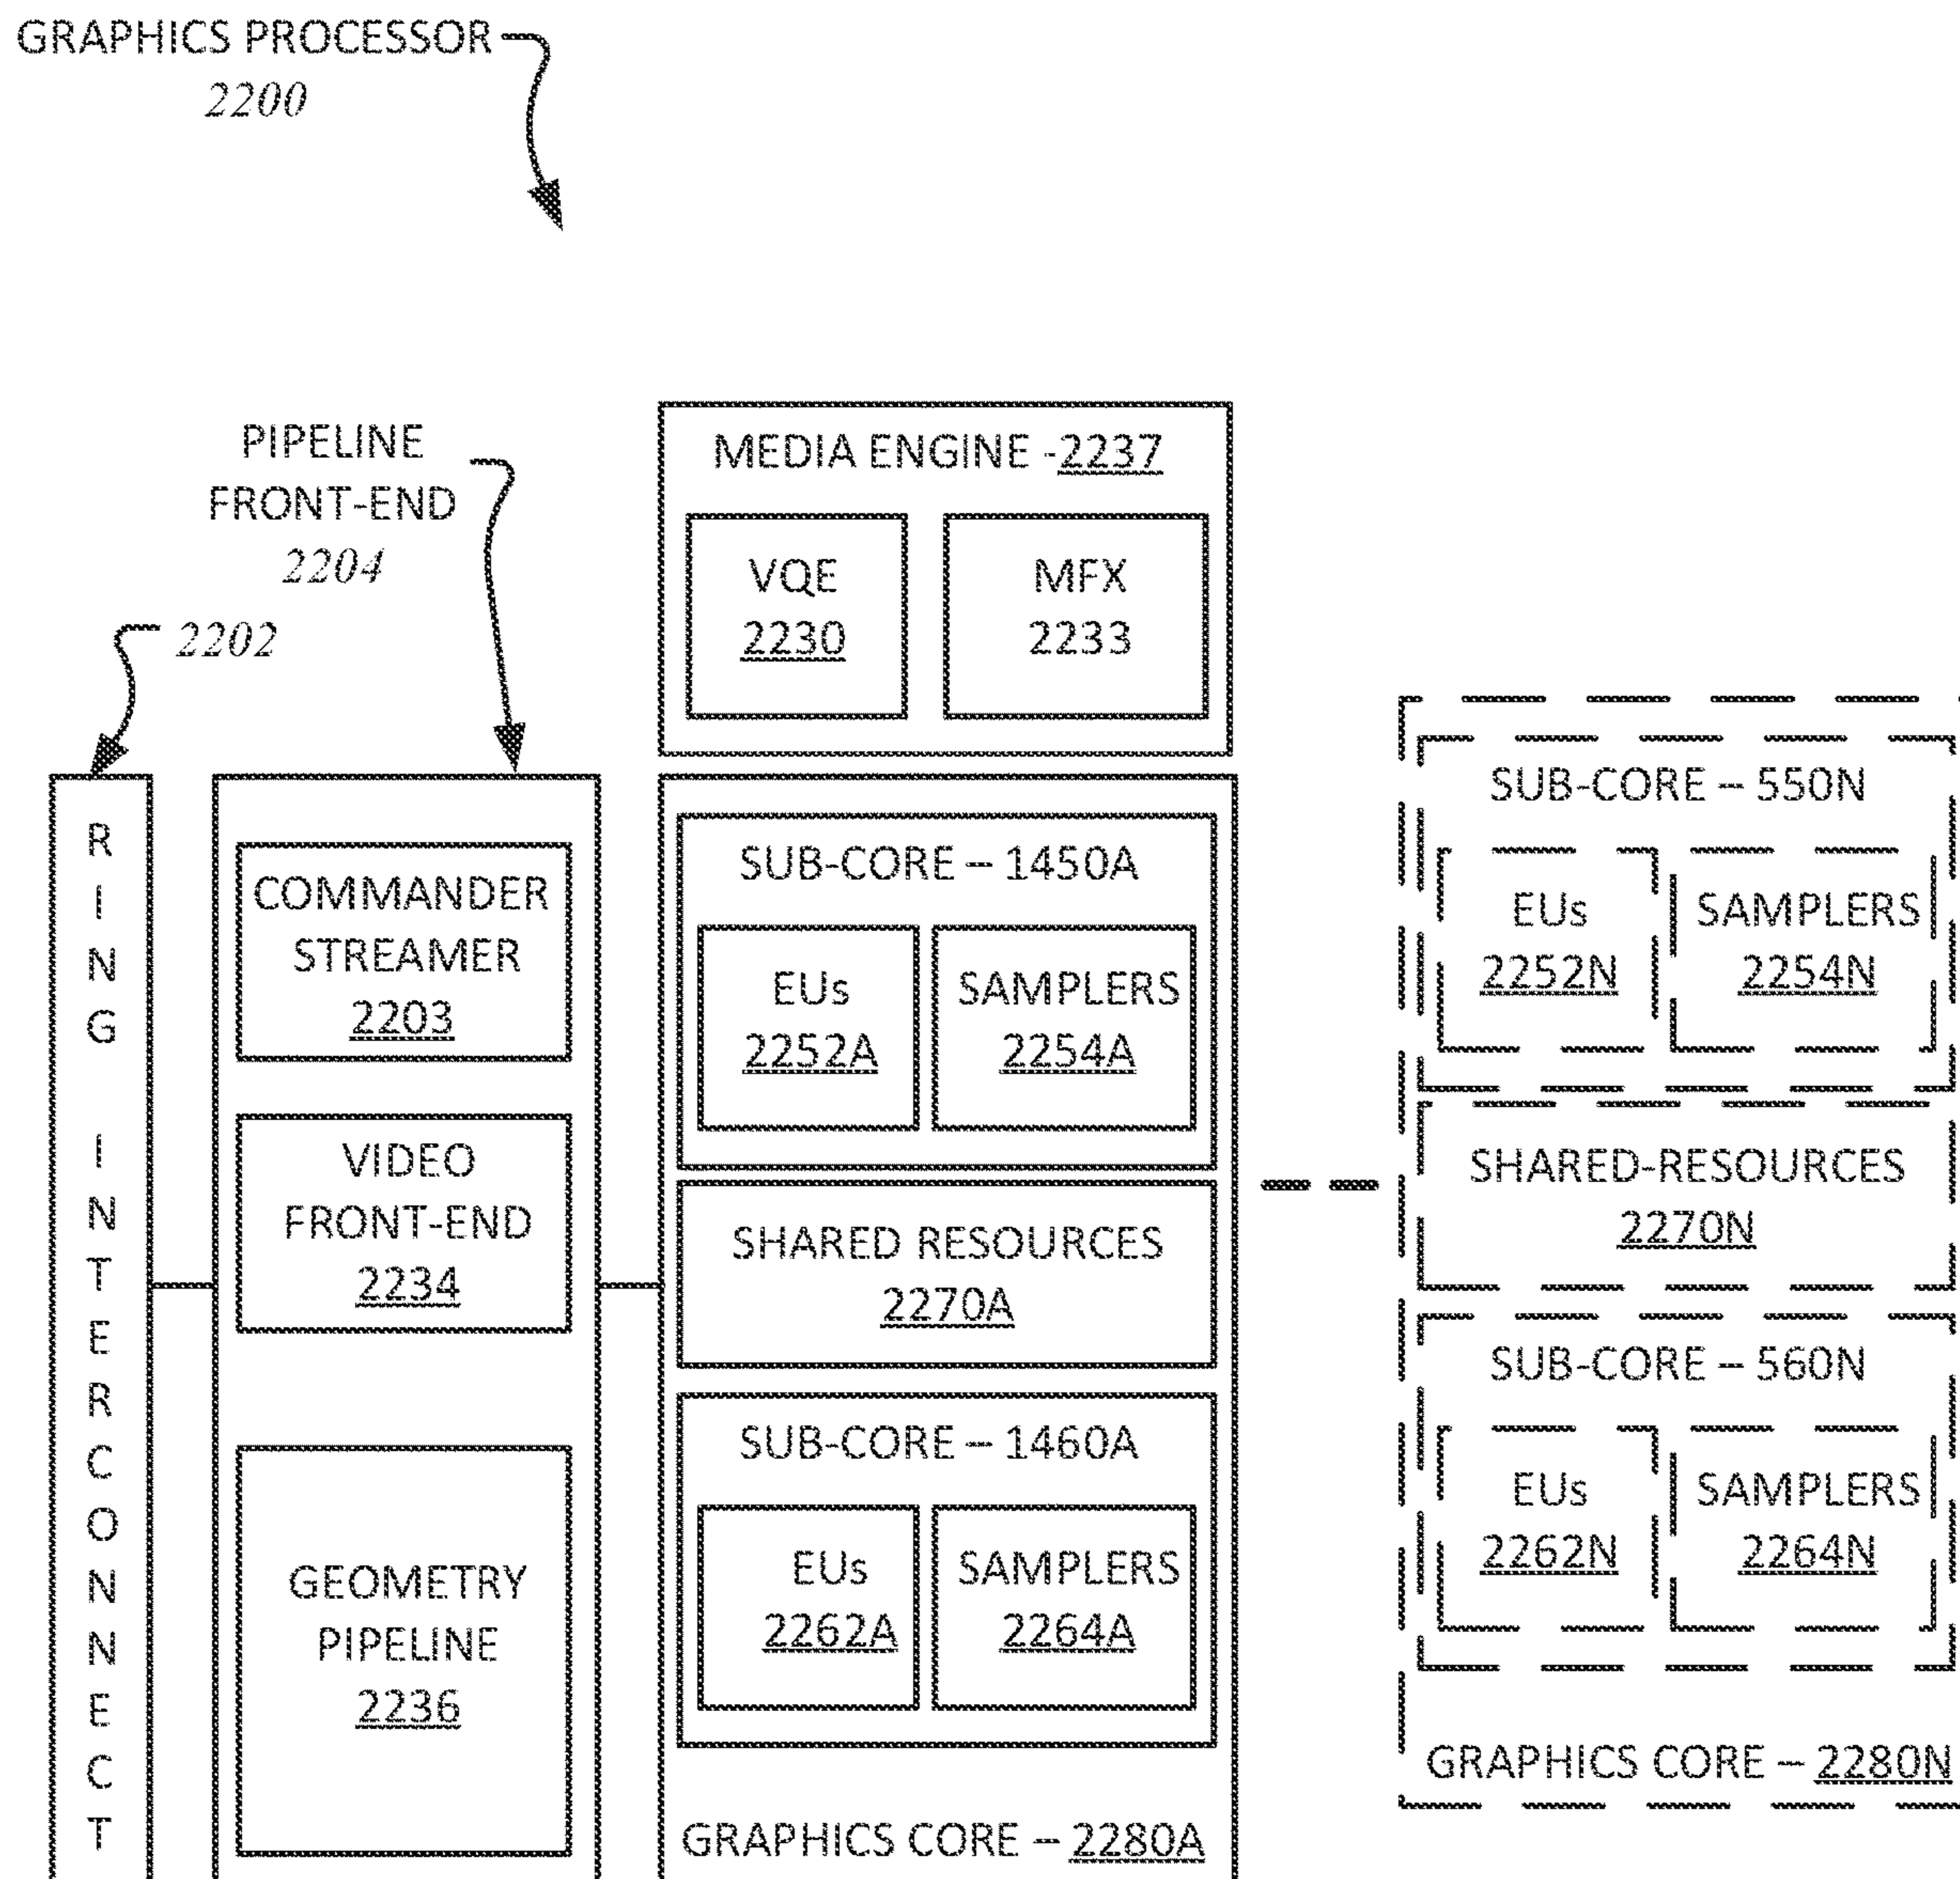 GRAPHICS PROCESSOR
2200
PIPELINE
FRONT-END
2204
2202
RING INTERCONNECT
COMMANDER
STREAMER
2203
VIDEO
FRONT-END
2234
GEOMETRY
PIPELINE
2236
MEDIA ENGINE -2237
VQE
2230
MFX
2233
SUB-CORE – 1450A
EUs
2252A
SAMPLERS
2254A
SHARED RESOURCES
2270A
SUB-CORE – 1460A
EUs
2262A
SAMPLERS
2264A
GRAPHICS CORE – 2280A
SUB-CORE – 550N
EUs
2252N
SAMPLERS
2254N
SHARED-RESOURCES
2270N
SUB-CORE – 560N
EUs
2262N
SAMPLERS
2264N
GRAPHICS CORE – 2280N